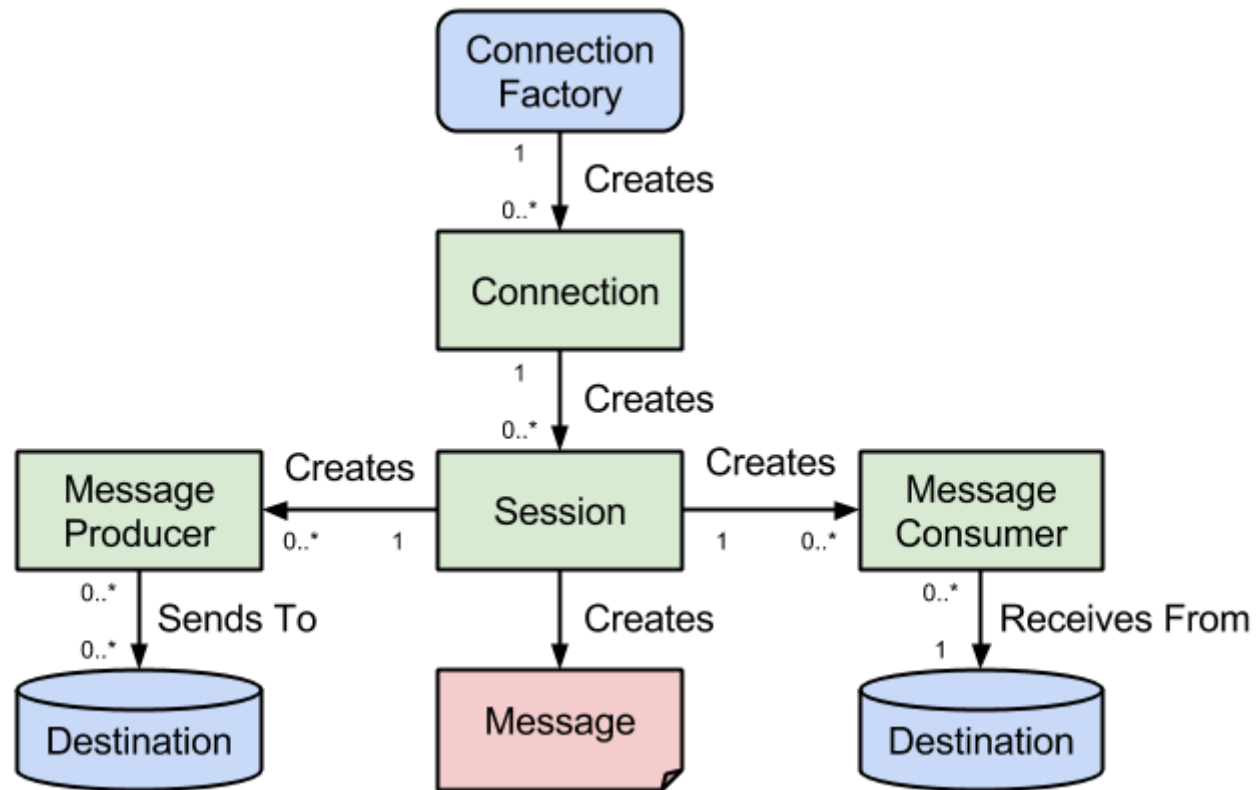 Connection
Factory
1
Creates
0..*
Connection
1
Creates
0..*
Message
Producer
Creates
0..*
1
Session
Creates
1
0..*
Message
Consumer
0..*
Sends To
0..*
Creates
0..*
Receives From
1
Destination
Message
Destination